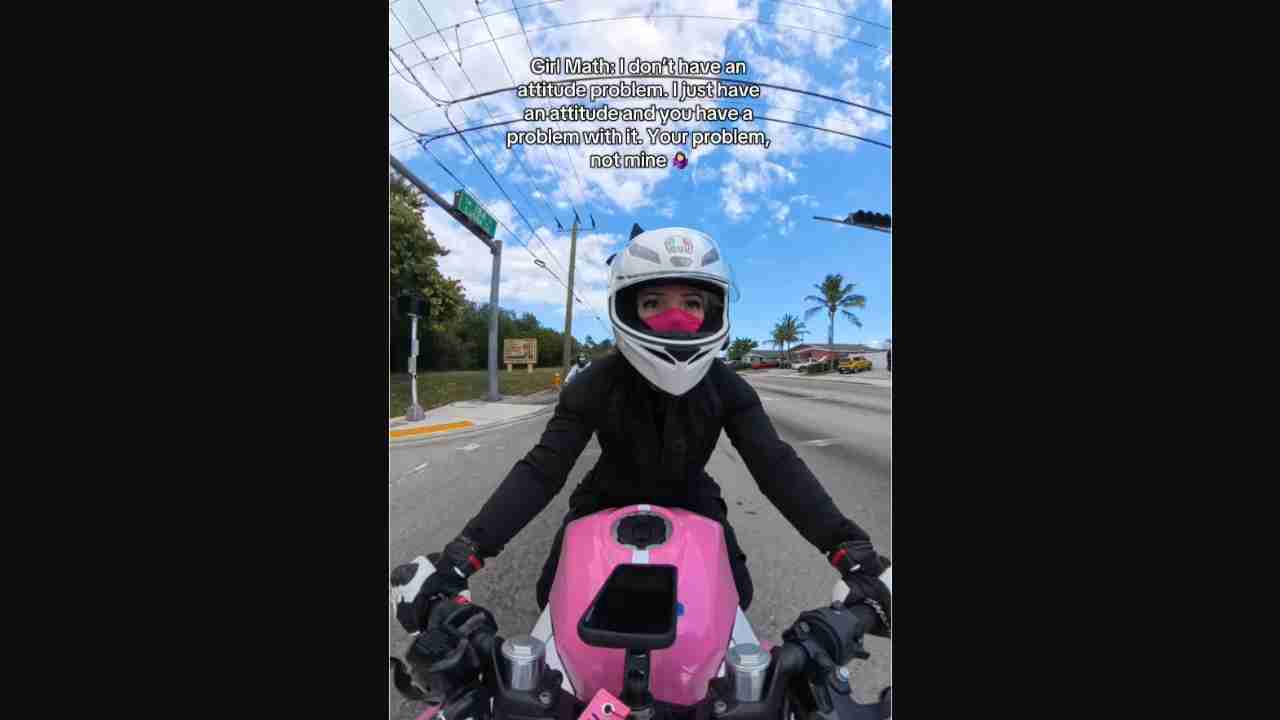 Girl Math: I don't have an
attitude problem. I just have
an attitude and you have a
problem with it. Your problem,
not mine 🤷🏻‍♀️
AGV